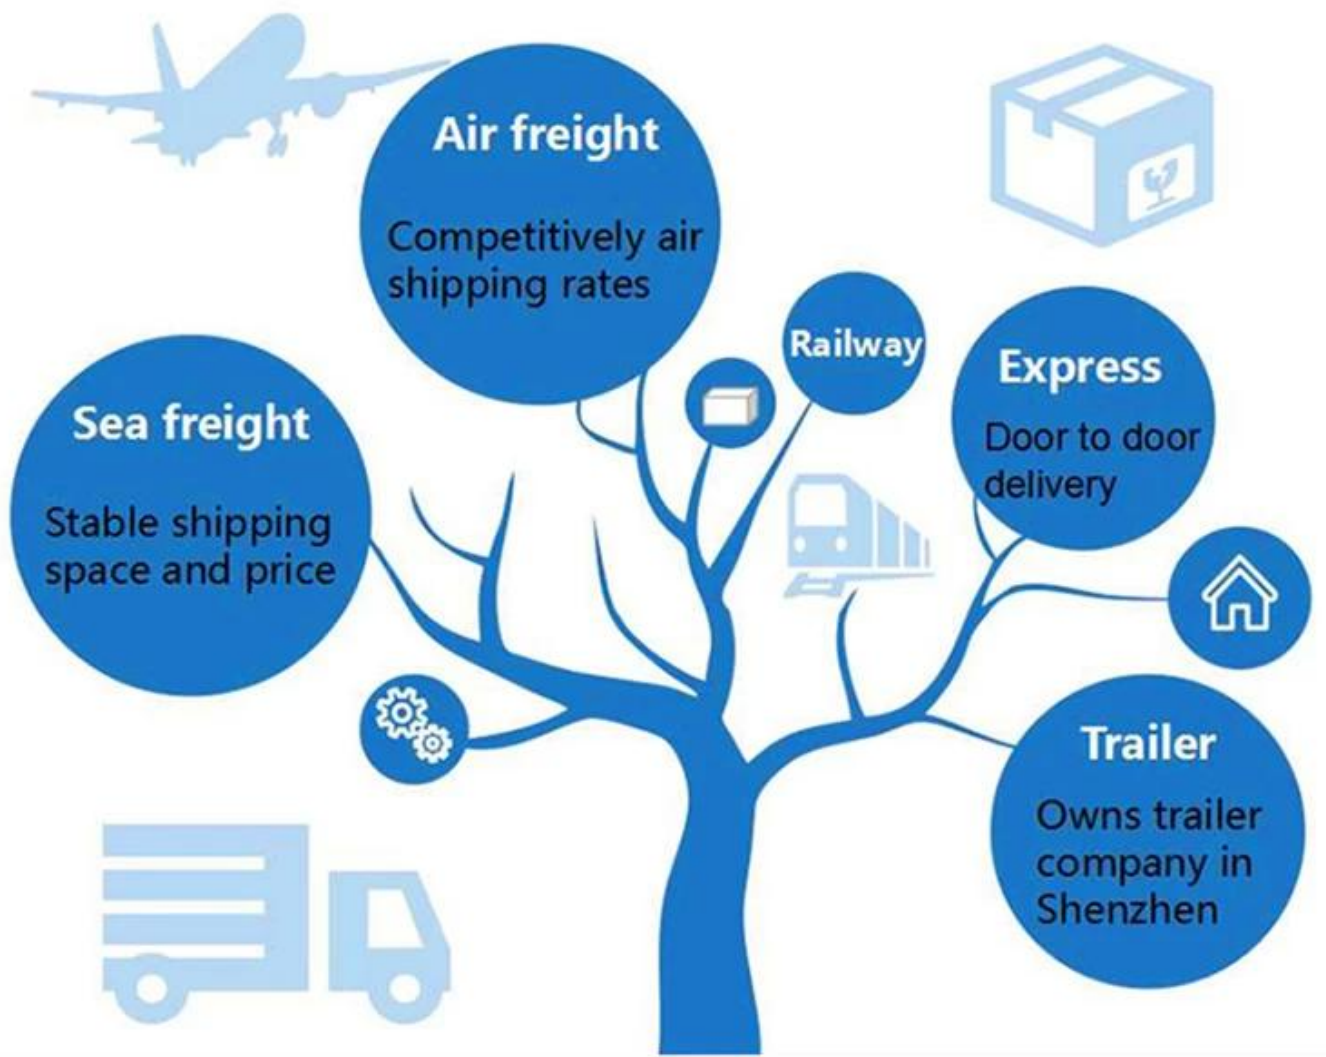 Air freight
Competitively air
shipping rates
Railway
Express
Door to door
delivery
Sea freight
Stable shipping
space and price
Trailer
Owns trailer
company in
Shenzhen